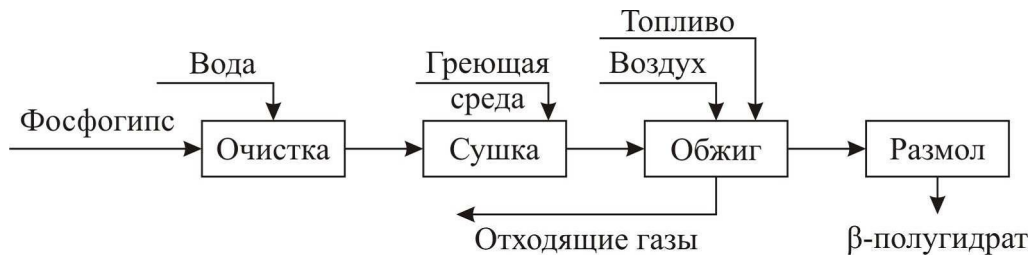 Топливо
Вода
Греющая
среда
Воздух
Фосфогипс
Очистка
Сушка
Обжиг
Размол
Отходящие газы
β-полугидрат